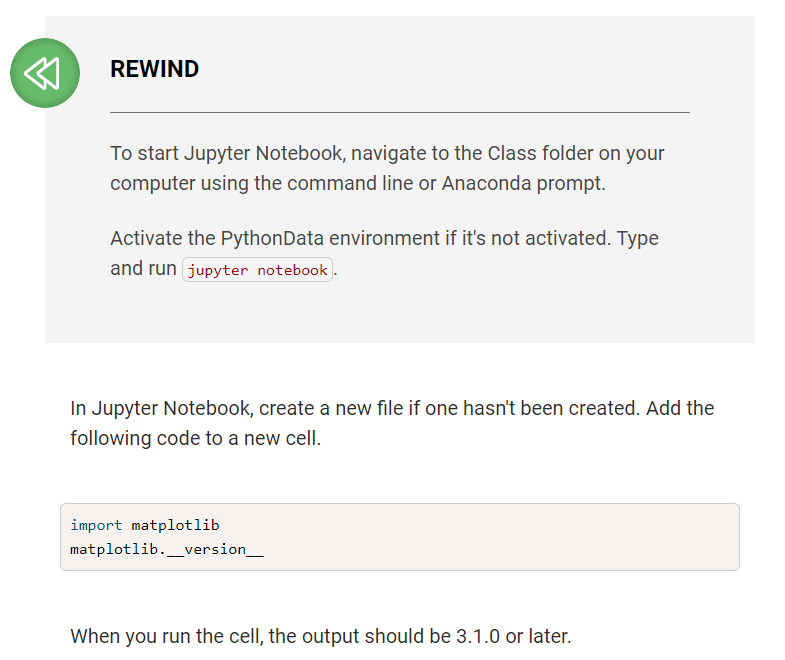 REWIND
To start Jupyter Notebook, navigate to the Class folder on your
computer using the command line or Anaconda prompt.
Activate the PythonData environment if it's not activated. Type
and run jupyter notebook.
In Jupyter Notebook, create a new file if one hasn't been created. Add the
following code to a new cell.
import matplotlib
matplotlib.__version__
When you run the cell, the output should be 3.1.0 or later.